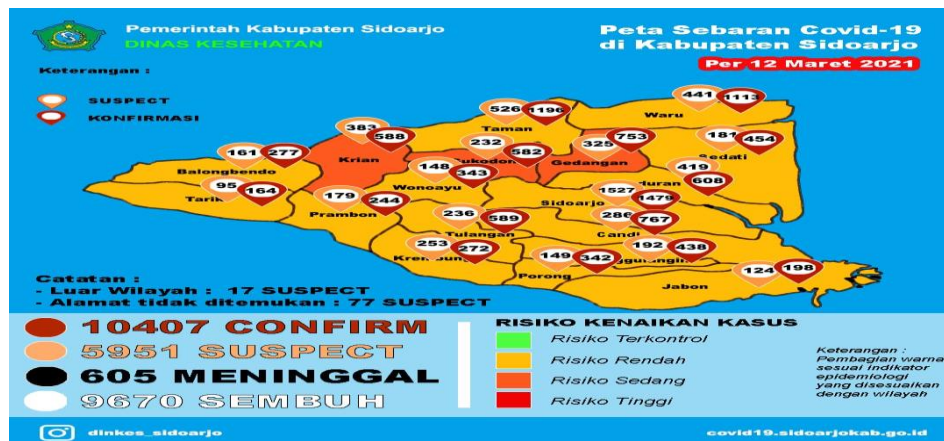 Pemerintah Kabupaten Sidoarjo
DINAS KESEHATAN
Peta Sebaran Covid-19
di Kabupaten Sidoarjo
Per 12 Maret 2021
Keterangan :
SUSPECT
KONFIRMASI
441 1113
Waru
526 1196
Taman
383 588
Krian
232 582
Sukodono
325 753
Gedangan
181 454
Sedati
161 277
Balongbendo
148 343
Wonoayu
419 608
95 164
Tarik
179 244
Prambon
1527 1479
Sidoarjo
236 589
Tulangan
286 767
Candi
253 272
149 342
Porong
192 438
124 198
Jabon
Catatan :
- Luar Wilayah : 17 SUSPECT
- Alamat tidak ditemukan : 77 SUSPECT
10407 CONFIRM
5951 SUSPECT
605 MENINGGAL
9670 SEMBUH
RISIKO KENAIKAN KASUS
Risiko Terkontrol
Risiko Rendah
Risiko Sedang
Risiko Tinggi
Keterangan :
Pembagian warna
sesuai indikator
epidemiologi
yang disesuaikan
dengan wilayah
dinkes_sidoarjo
covid19.sidoarjokab.go.id